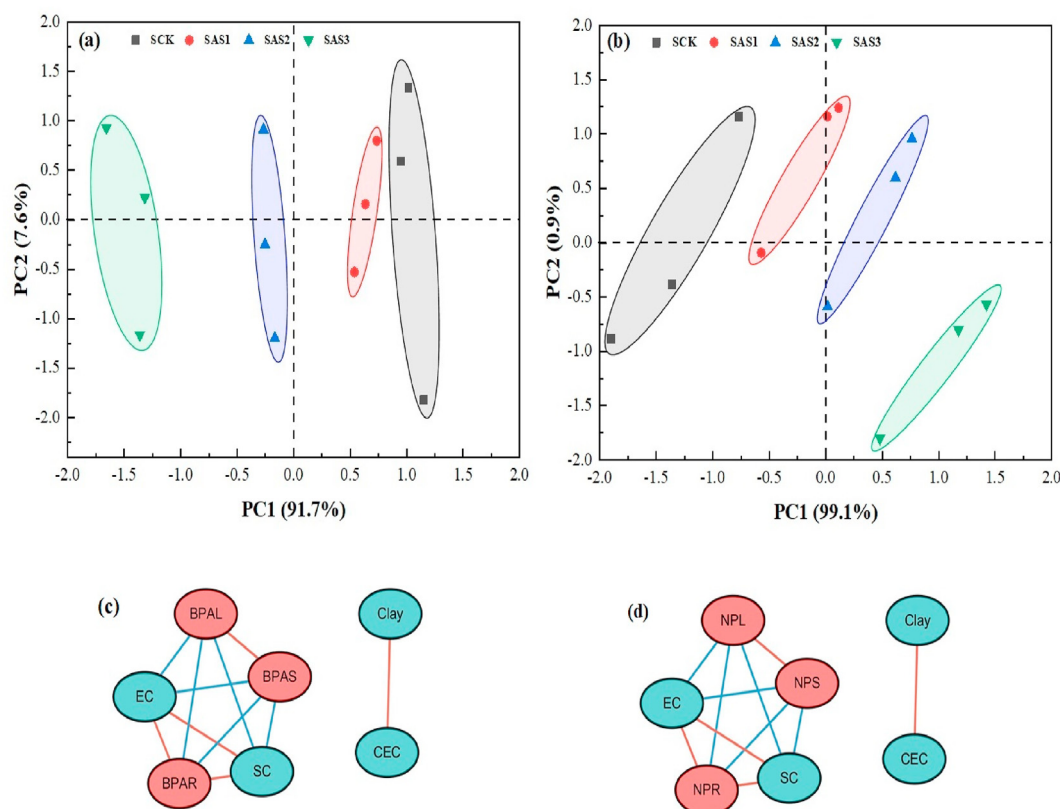 (a)
SCK SAS1 SAS2 SAS3
2.0
1.5
1.0
0.5
0.0
-0.5
-1.0
-1.5
-2.0
PC2 (7.6%)
-2.0 -1.5 -1.0 -0.5 0.0 0.5 1.0 1.5 2.0
PC1 (91.7%)
(b)
SCK SAS1 SAS2 SAS3
2.0
1.5
1.0
0.5
0.0
-0.5
-1.0
-1.5
-2.0
PC2 (0.9%)
-2.0 -1.5 -1.0 -0.5 0.0 0.5 1.0 1.5 2.0
PC1 (99.1%)
(c)
BPAL
BPAS
EC
SC
BPAR
Clay
CEC
(d)
NPL
NPS
EC
SC
NPR
Clay
CEC